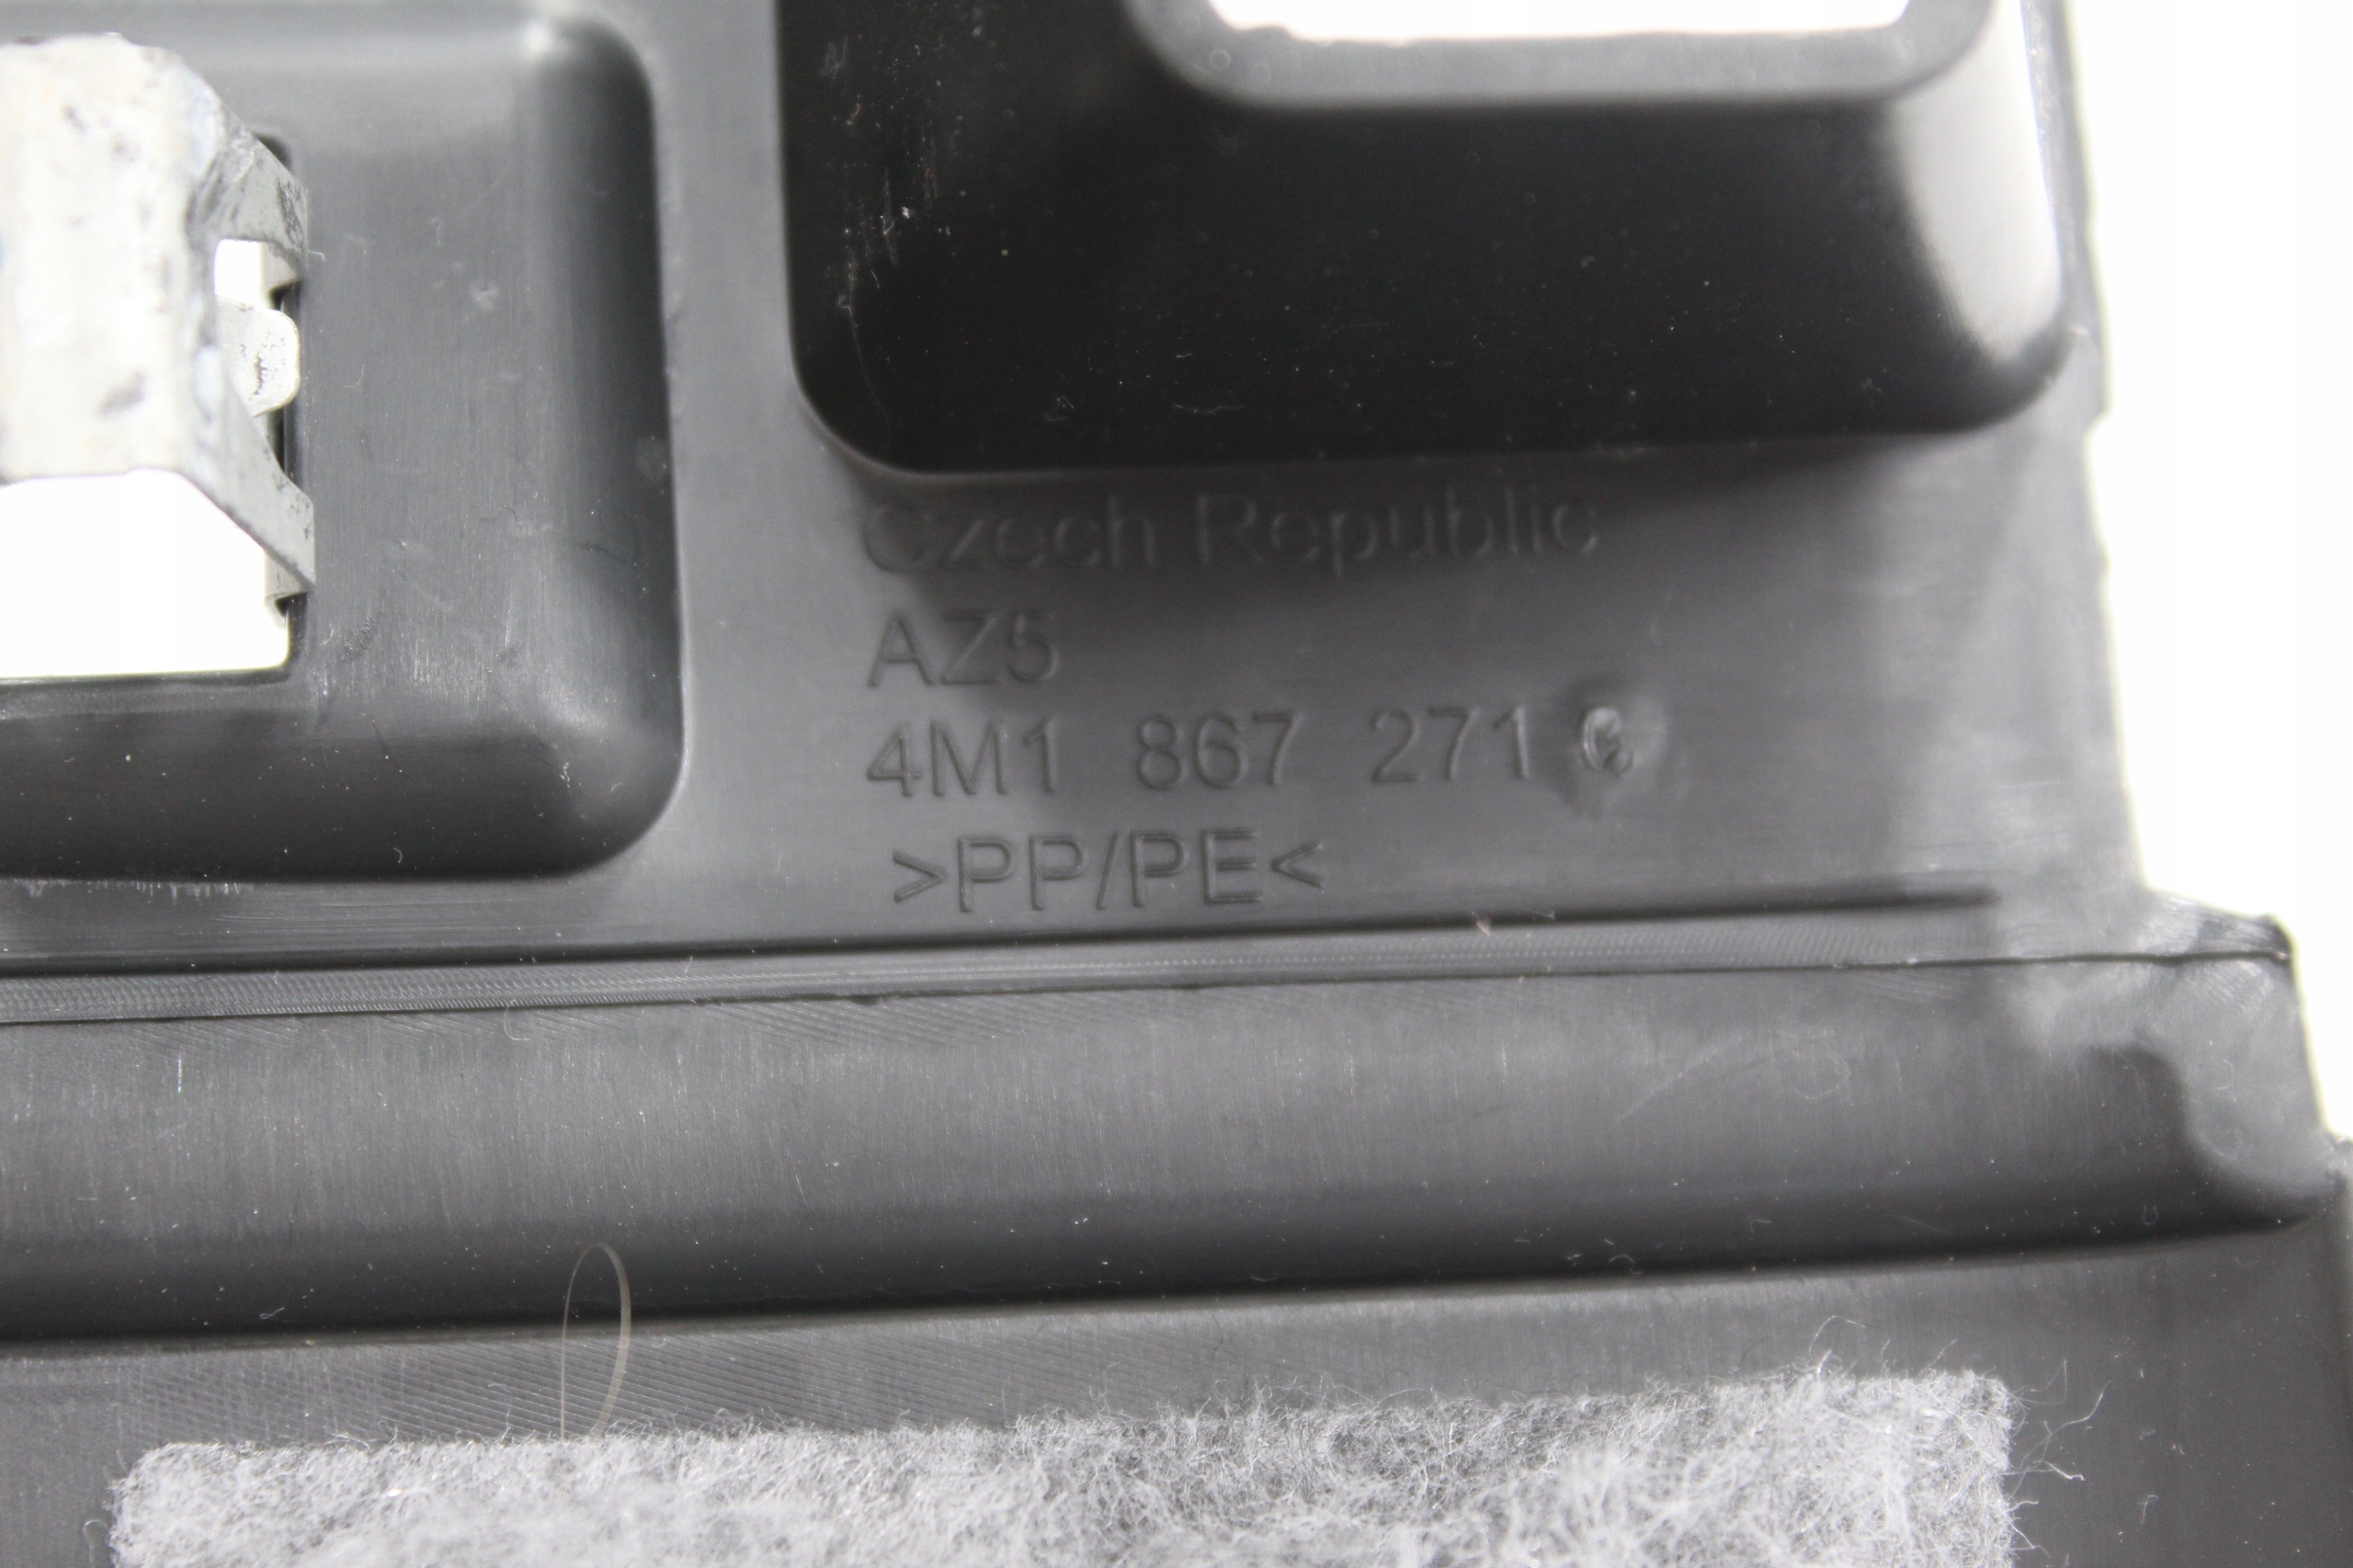 Czech Republic
AZ5
4M1 867 271 C
>PP/PE<